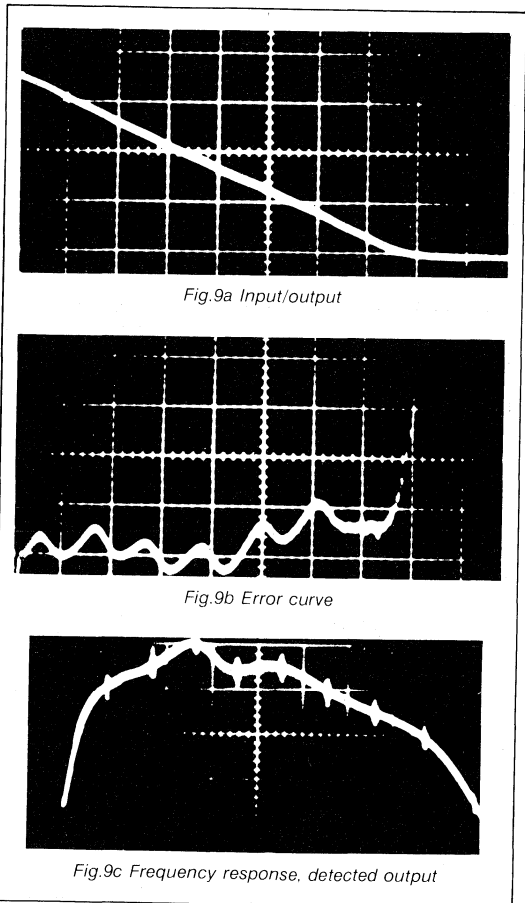 Fig.9a Input/output
Fig.9b Error curve
Fig.9c Frequency response, detected output